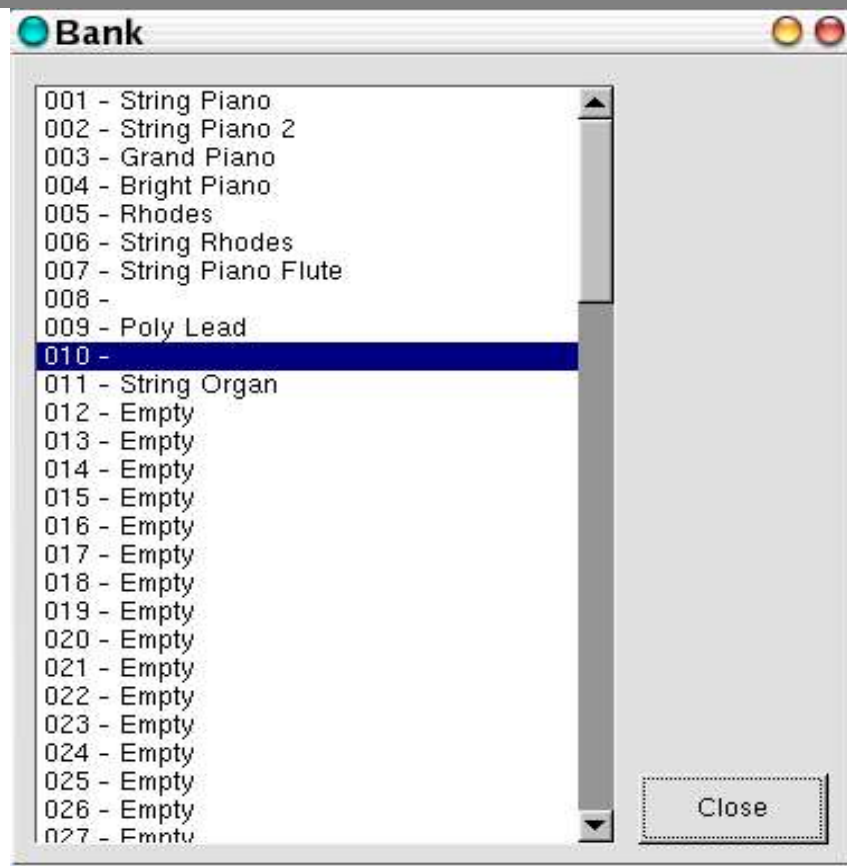 Bank
001 - String Piano
002 - String Piano 2
003 - Grand Piano
004 - Bright Piano
005 - Rhodes
006 - String Rhodes
007 - String Piano Flute
008 -
009 - Poly Lead
010 -
011 - String Organ
012 - Empty
013 - Empty
014 - Empty
015 - Empty
016 - Empty
017 - Empty
018 - Empty
019 - Empty
020 - Empty
021 - Empty
022 - Empty
023 - Empty
024 - Empty
025 - Empty
026 - Empty
027 - Empty
Close